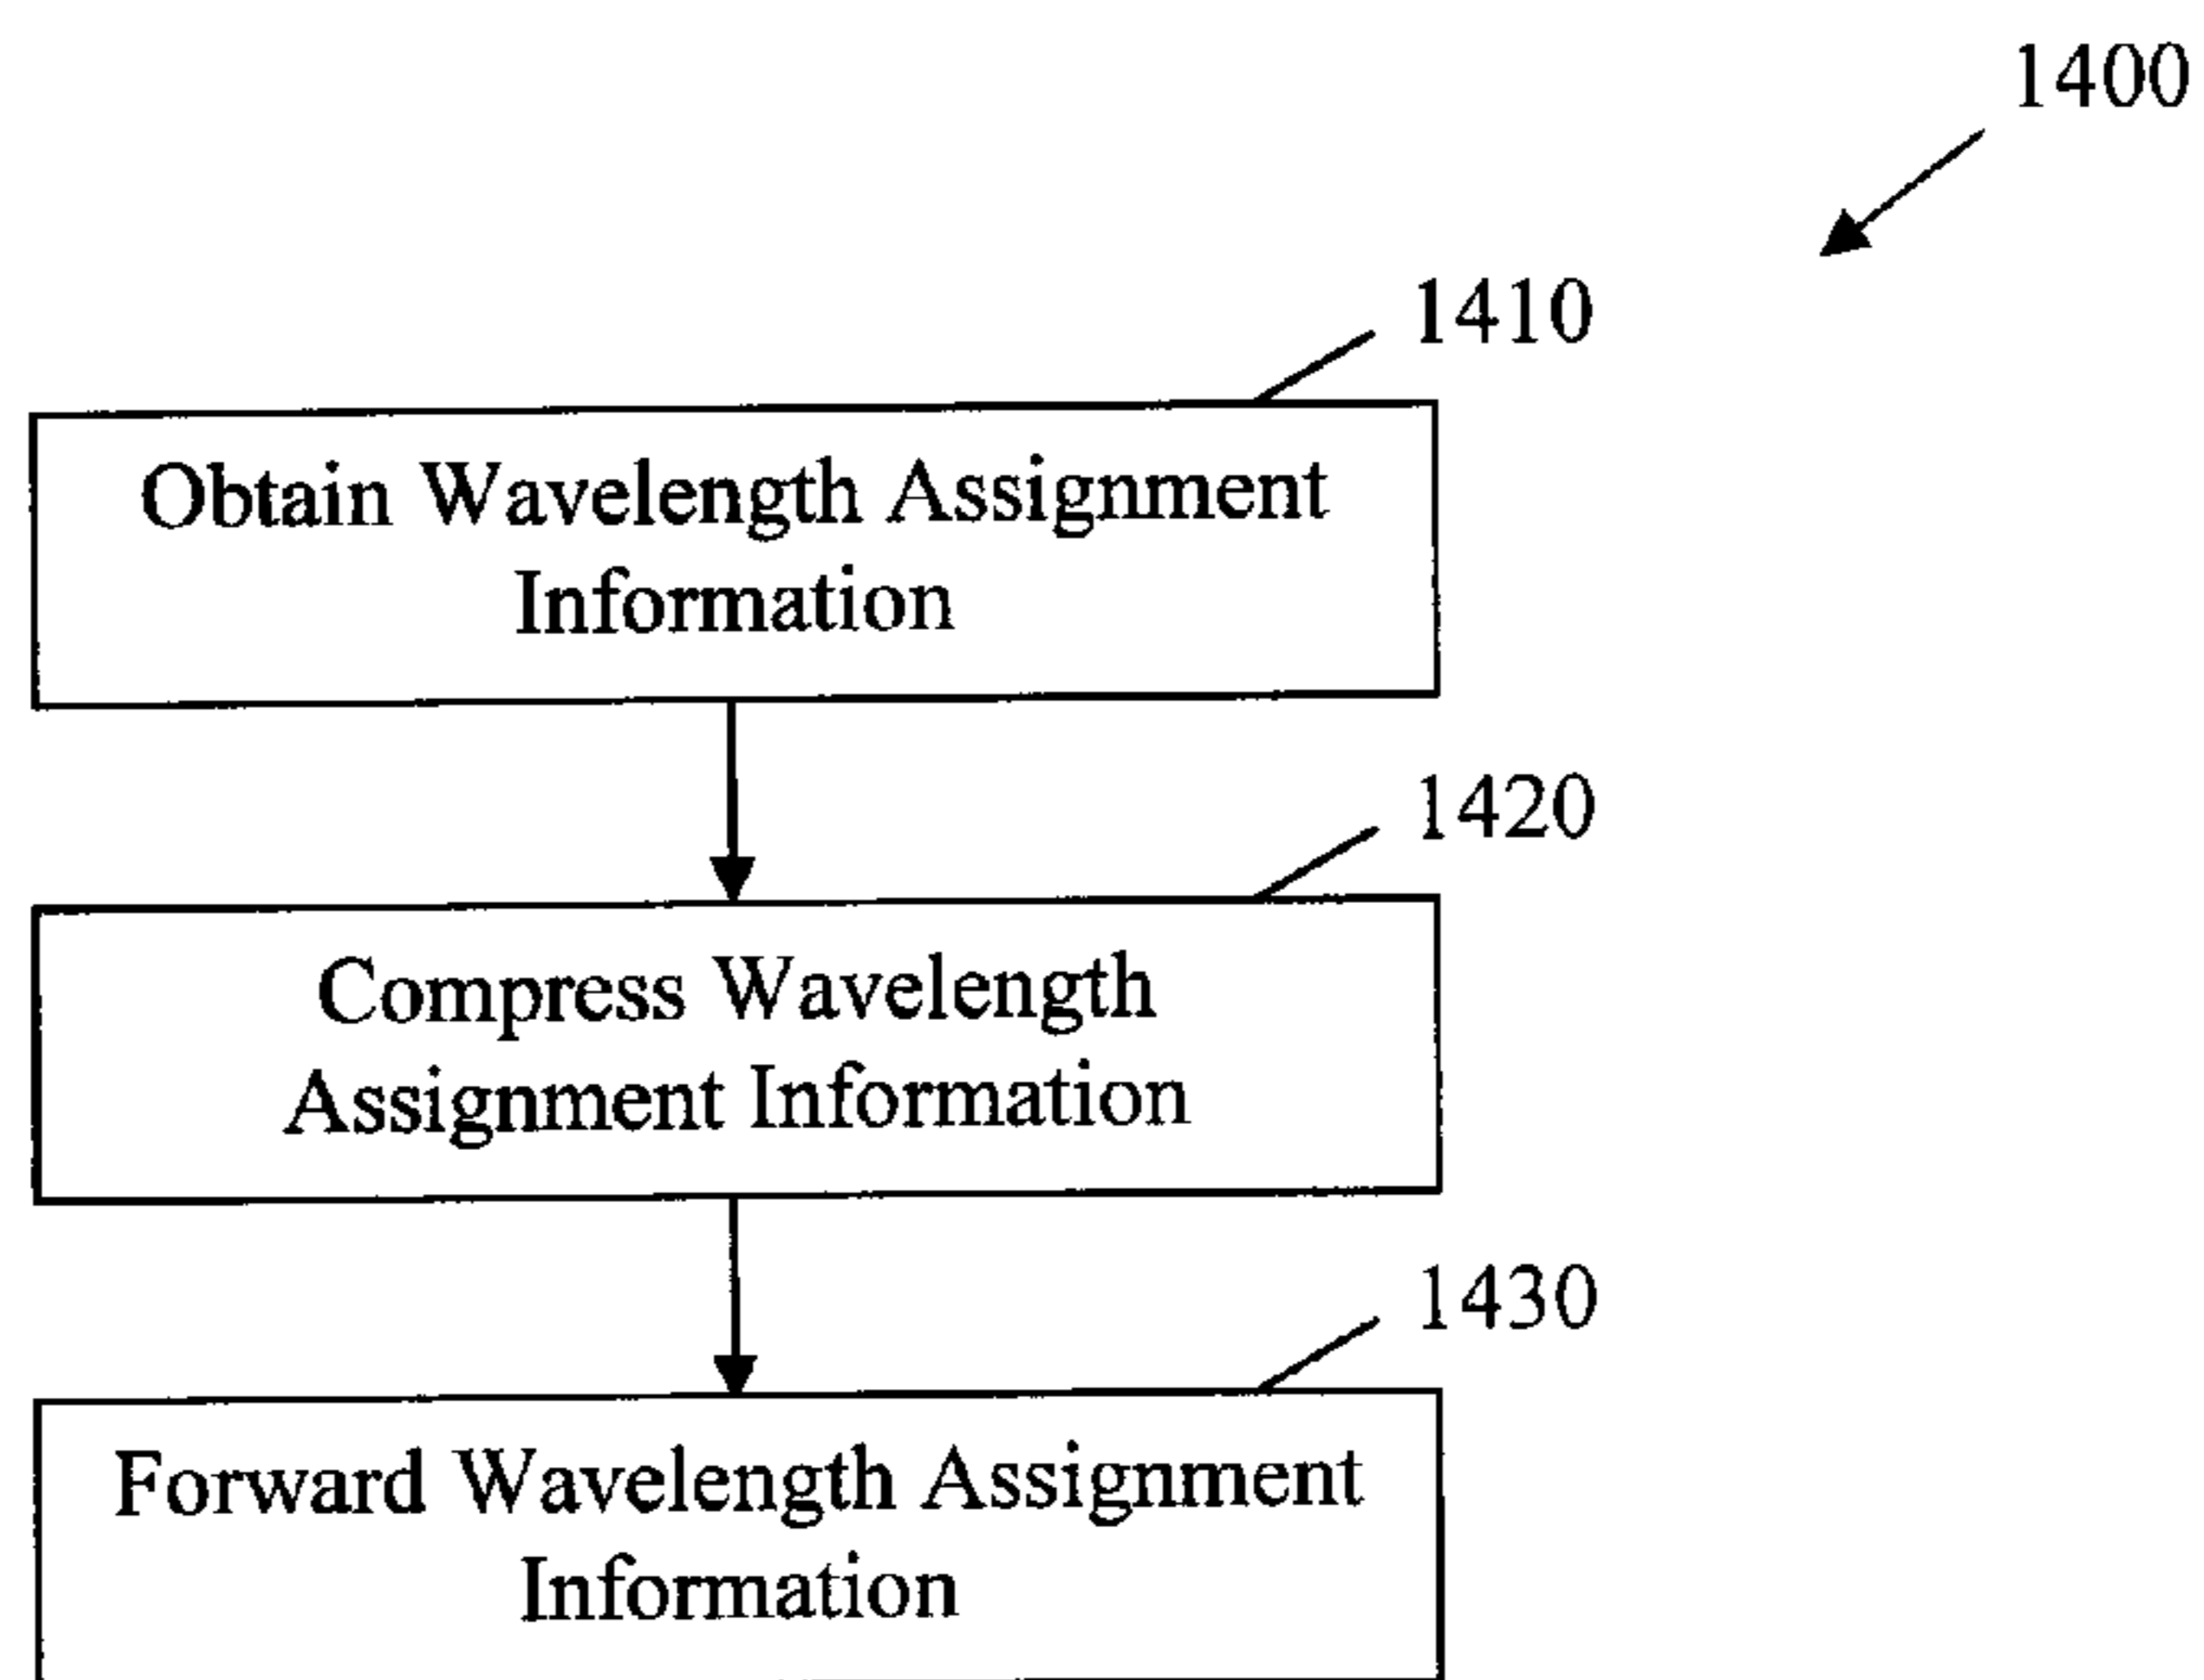 1400
1410
Obtain Wavelength Assignment
Information
1420
Compress Wavelength
Assignment Information
1430
Forward Wavelength Assignment
Information